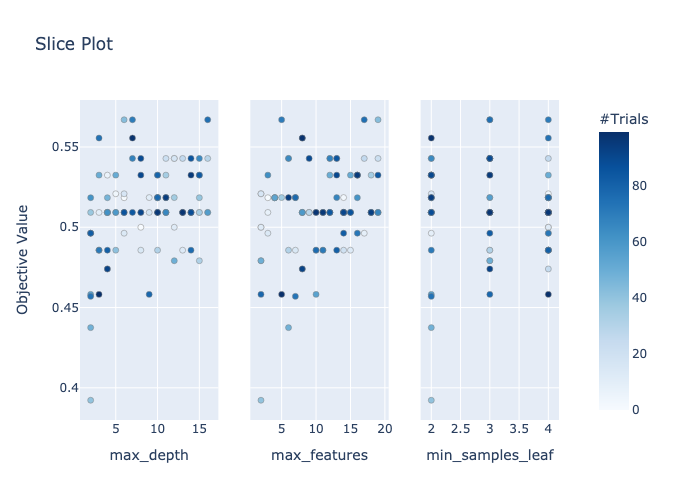 Slice Plot
#Trials
Objective Value
0.55
0.5
0.45
0.4
5 10 15
5 10 15 20
2 2.5 3 3.5 4
max_depth
max_features
min_samples_leaf
80
60
40
20
0